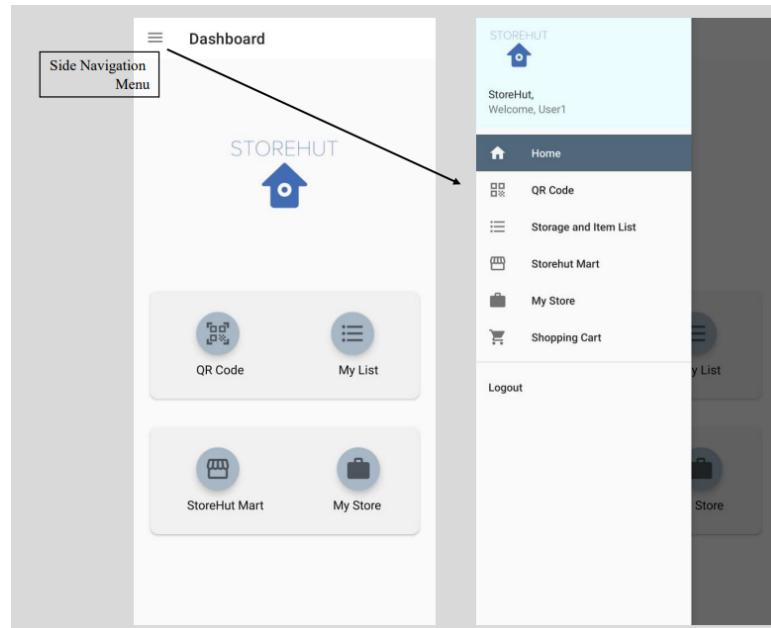 Side Navigation
Menu
Dashboard
STOREHUT
QR Code
My List
StoreHut Mart
My Store
STOREHUT
StoreHut,
Welcome, User1
Home
QR Code
Storage and Item List
Storehut Mart
My Store
Shopping Cart
Logout
y List
Store